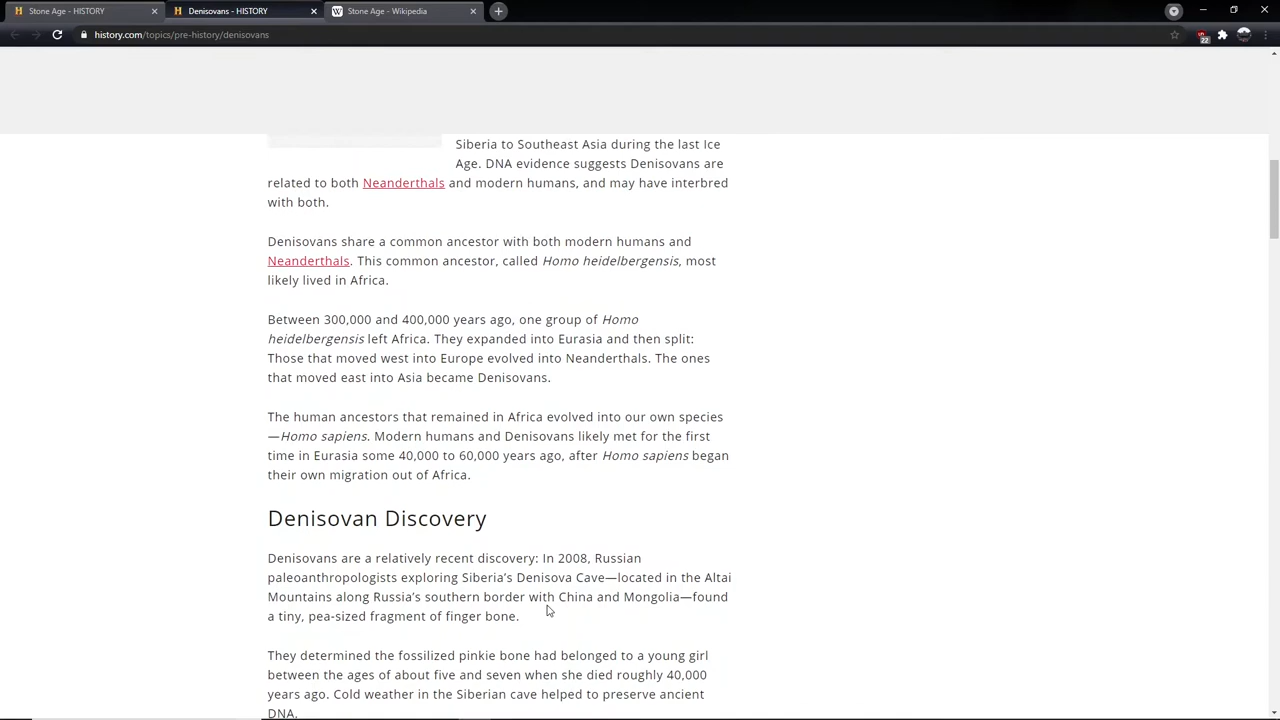 Stone Age - HISTORY
Denisovans - HISTORY
Stone Age - Wikipedia
history.com/topics/pre-history/denisovans
22
Siberia to Southeast Asia during the last Ice
Age. DNA evidence suggests Denisovans are
related to both Neanderthals and modern humans, and may have interbred
with both.
Denisovans share a common ancestor with both modern humans and
Neanderthals. This common ancestor, called Homo heidelbergensis, most
likely lived in Africa.
Between 300,000 and 400,000 years ago, one group of Homo
heidelbergensis left Africa. They expanded into Eurasia and then split:
Those that moved west into Europe evolved into Neanderthals. The ones
that moved east into Asia became Denisovans.
The human ancestors that remained in Africa evolved into our own species
—Homo sapiens. Modern humans and Denisovans likely met for the first
time in Eurasia some 40,000 to 60,000 years ago, after Homo sapiens began
their own migration out of Africa.
Denisovan Discovery
Denisovans are a relatively recent discovery: In 2008, Russian
paleoanthropologists exploring Siberia's Denisova Cave—located in the Altai
Mountains along Russia's southern border with China and Mongolia—found
a tiny, pea-sized fragment of finger bone.
They determined the fossilized pinkie bone had belonged to a young girl
between the ages of about five and seven when she died roughly 40,000
years ago. Cold weather in the Siberian cave helped to preserve ancient
DNA.